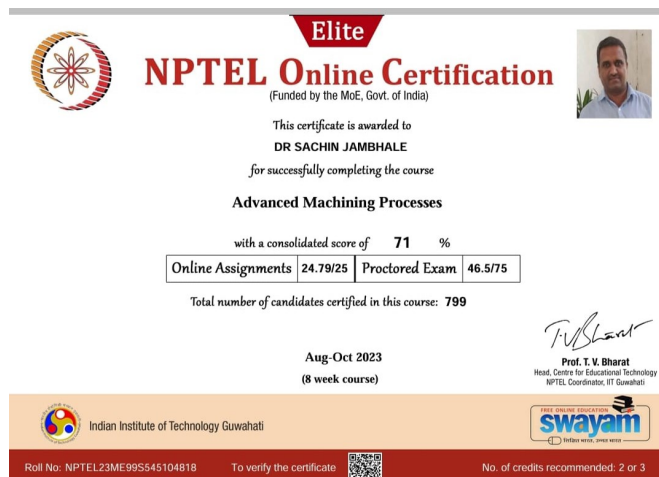 Elite
NPTEL Online Certification
(Funded by the MoE, Govt. of India)
This certificate is awarded to
DR SACHIN JAMBHALE
for successfully completing the course
Advanced Machining Processes
with a consolidated score of 71 %
Online Assignments 24.79/25 Proctored Exam 46.5/75
Total number of candidates certified in this course: 799
Aug-Oct 2023
(8 week course)
Prof. T. V. Bharat
Head, Centre for Educational Technology
NPTEL Coordinator, IIT Guwahati
Indian Institute of Technology Guwahati
FREE ONLINE EDUCATION
swayam
शिक्षित भारत, उन्नत भारत
Roll No: NPTEL23ME99S545104818 To verify the certificate No. of credits recommended: 2 or 3